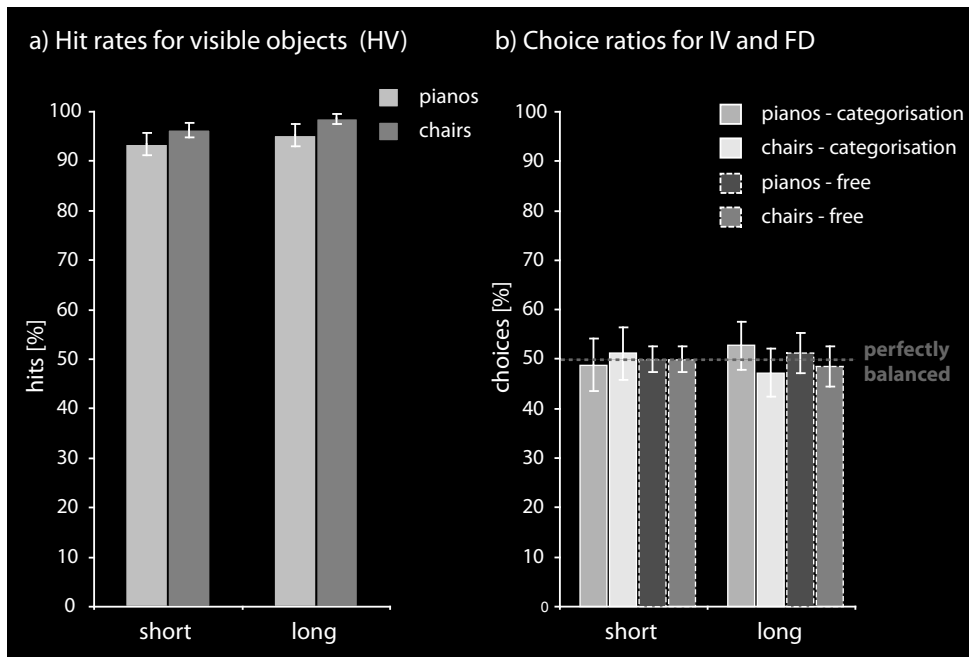 a) Hit rates for visible objects (HV)
pianos
chairs
hits [%]
100
90
80
70
60
50
40
30
20
10
0
short
long
b) Choice ratios for IV and FD
pianos - categorisation
chairs - categorisation
pianos - free
chairs - free
choices [%]
100
90
80
70
60
50
40
30
20
10
0
perfectly
balanced
short
long